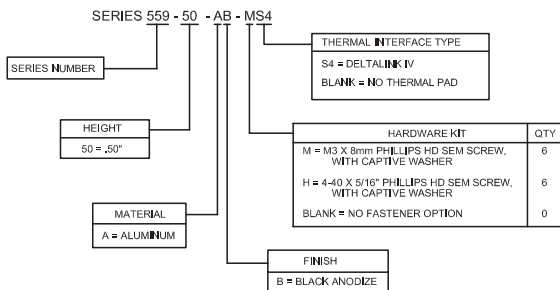 SERIES 559 - 50 - AB - MS4
THERMAL INTERFACE TYPE
S4 = DELTALINK IV
BLANK = NO THERMAL PAD
SERIES NUMBER
HEIGHT
50 = .50"
HARDWARE KIT QTY
M = M3 X 8mm PHILLIPS HD SEM SCREW, 6
WITH CAPTIVE WASHER
H = 4-40 X 5/16" PHILLIPS HD SEM SCREW, 6
WITH CAPTIVE WASHER
BLANK = NO FASTENER OPTION 0
MATERIAL
A = ALUMINUM
FINISH
B = BLACK ANODIZE